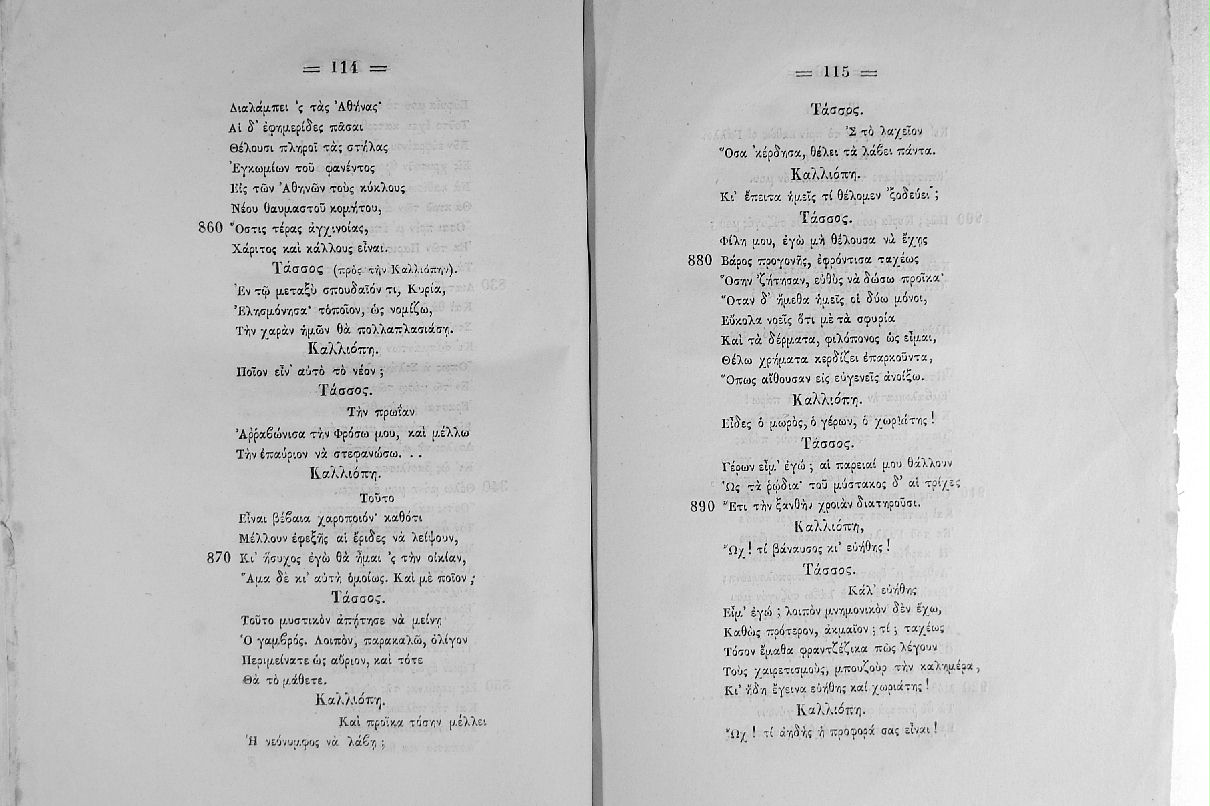 = 114 =
Διαλάμπει 'ς τὰς Ἀθήνας·
Αἱ δ' ἐφημερίδες πᾶσαι
Θέλουσι πληροῖ τὰς στήλας
Ἐγκωμίων τοῦ φανέντος
Εἰς τῶν Ἀθηνῶν τοὺς κύκλους
Νέου θαυμαστοῦ κομήτου,
860 Ὅστις τέρας ἀγχινοίας,
Χάριτος καὶ κάλλους εἶναι.
Τάσσος (πρὸς τὴν Καλλιόπην).
Ἐν τῷ μεταξὺ σπουδαῖόν τι, Κυρία,
Ἐλησμόνησα· τὁποῖον, ὡς νομίζω,
Τὴν χαρὰν ἡμῶν θὰ πολλαπλασιάσῃ.
Καλλιόπη.
Ποῖον εἶν' αὐτὸ τὸ νέον;
Τάσσος.
Τὴν πρωΐαν
Ἀῤῥαβώνισα τὴν Φρόσω μου, καὶ μέλλω
Τὴν ἐπαύριον νὰ στεφανώσω. . .
Καλλιόπη.
Τοῦτο
Εἶναι βέβαια χαροποιόν· καθότι
Μέλλουν ἐφεξῆς αἱ ἔριδες νὰ λείψουν,
870 Κι' ἥσυχος ἐγὼ θὰ ἦμαι 'ς τὴν οἰκίαν,
Ἅμα δὲ κι' αὐτὴ ὁμοίως. Καὶ μὲ ποῖον;
Τάσσος.
Τοῦτο μυστικὸν ἀπῄτησε νὰ μείνῃ
Ὁ γαμβρός. Λοιπὸν, παρακαλῶ, ὀλίγον
Περιμείνατε ὡς αὔριον, καὶ τότε
Θὰ τὸ μάθετε.
Καλλιόπη.
Καὶ προῖκα τόσην μέλλει
Ἡ νεόνυμφος νὰ λάβῃ;
= 115 =
Τάσσος.
Ἐ τὸ λαχεῖον
Ὅσα 'κέρδησα, θέλει τὰ λάβει πάντα.
Καλλιόπη.
Κι' ἔπειτα ἡμεῖς τί θέλομεν 'ξοδεύει;
Τάσσος.
Φίλη μου, ἐγὼ μὴ θέλουσα νὰ ἔχῃς
880 Βάρος προγονῆς, ἐφρόντισα ταχέως
Ὅσην 'ζήτησαν, εὐθὺς νὰ δώσω προῖκα·
Ὅταν δ' ἤμεθα ἡμεῖς οἱ δύω μόνοι,
Εὔκολα νοεῖς ὅτι μὲ τὰ σφυρία
Καὶ τὰ δέρματα, φιλόπονος ὡς εἶμαι,
Θέλω χρήματα κερδίζει ἐπαρκοῦντα,
Ὅπως αἴθουσαν εἰς εὐγενεῖς ἀνοίξω.
Καλλιόπη.
Εἶδες ὁ μωρὸς, ὁ γέρων, ὁ χωριάτης!
Τάσσος.
Γέρων εἶμ' ἐγώ; αἱ παρειαί μου θάλλουν
Ὡς τὰ ῥῴδια· τοῦ μύστακος δ' αἱ τρίχες
890 Ἔτι τὴν ξανθὴν χροιὰν διατηροῦσι.
Καλλιόπη,
Ὤχ! τί βάναυσος κι' εὐήθης!
Τάσσος.
Κάλ' εὐήθης
Εἶμ' ἐγώ; λοιπὸν μνημονικὸν δὲν ἔχω,
Καθὼς πρότερον, ἀκμαῖον; τί; ταχέως
Τόσον ἔμαθα φραντζέζικα πῶς λέγουν
Τοὺς χαιρετισμοὺς, μπουζοὺρ τὴν καλημέρα,
Κι' ἤδη ἔγεινα εὐήθης καί χωριάτης!
Καλλιόπη.
Ὤχ! τί ἀηδὴς ἡ προφορά σας εἶναι!